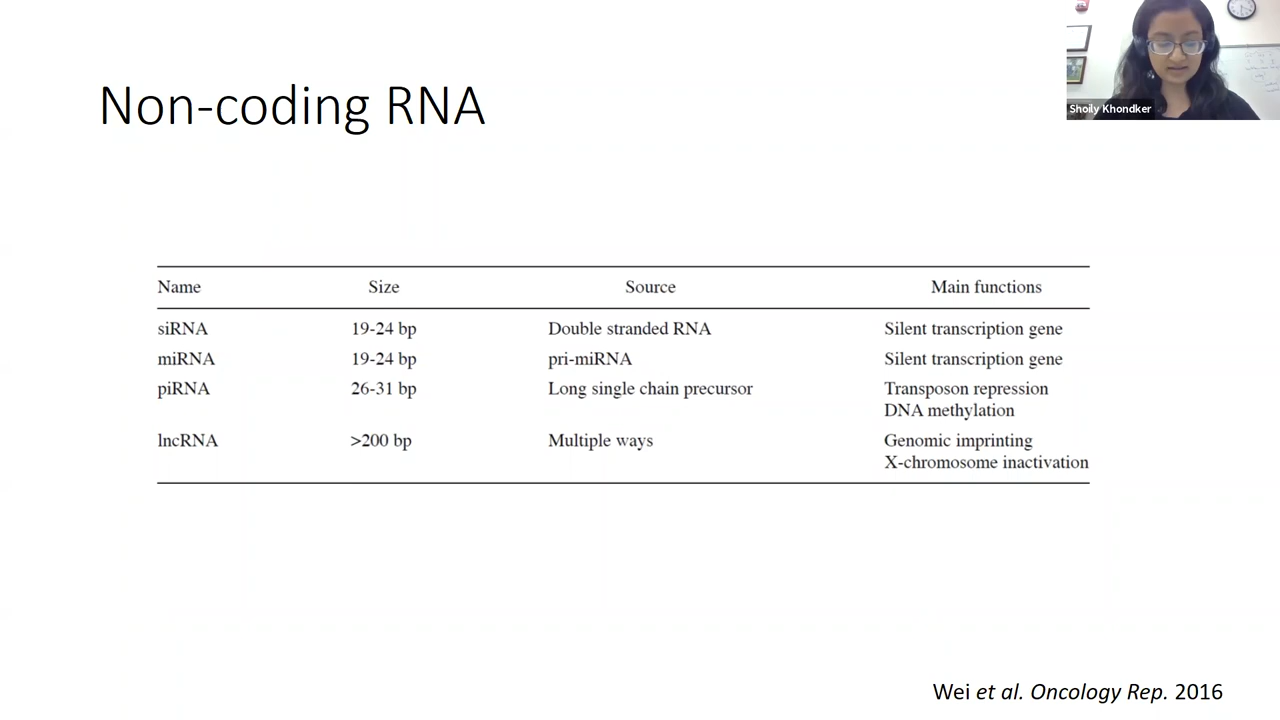 Non-coding RNA
Shoily Khondker
Name Size Source Main functions
siRNA 19-24 bp Double stranded RNA Silent transcription gene
miRNA 19-24 bp pri-miRNA Silent transcription gene
piRNA 26-31 bp Long single chain precursor Transposon repression
DNA methylation
lncRNA >200 bp Multiple ways Genomic imprinting
X-chromosome inactivation
Wei et al. Oncology Rep. 2016